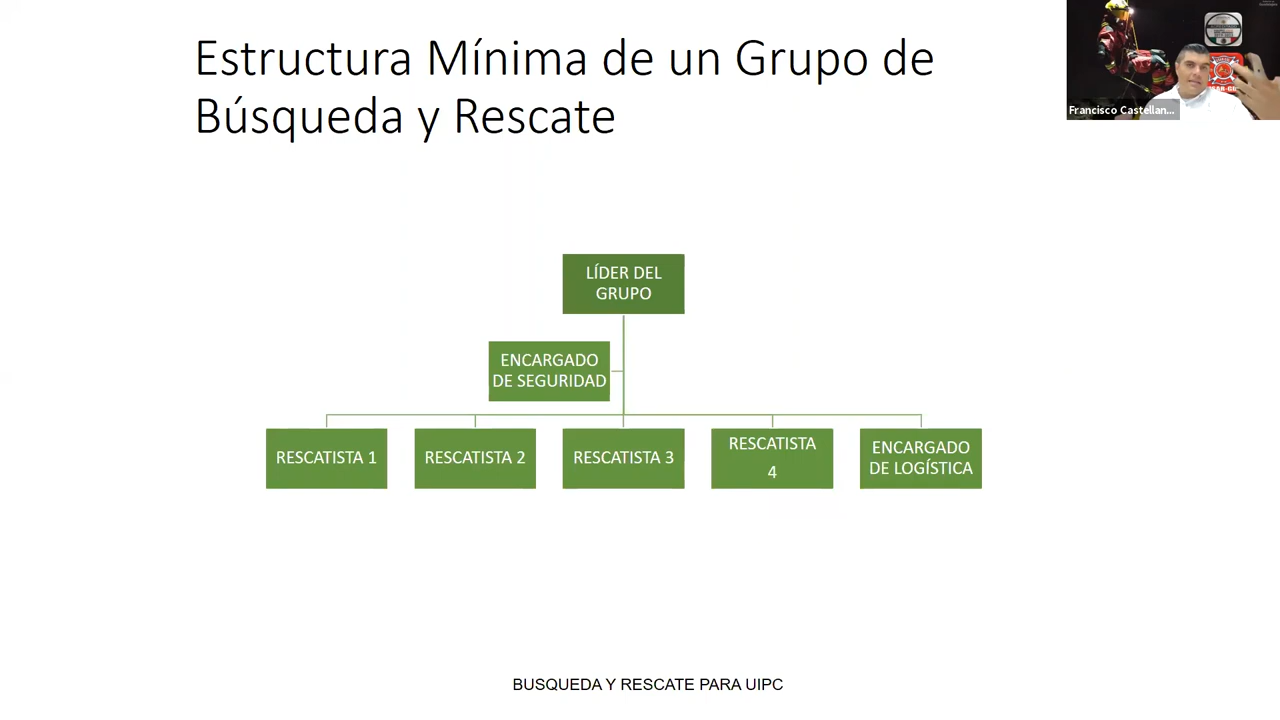 Estructura Mínima de un Grupo de
Búsqueda y Rescate
Francisco Castellan...
LÍDER DEL
GRUPO
ENCARGADO
DE SEGURIDAD
RESCATISTA 1
RESCATISTA 2
RESCATISTA 3
RESCATISTA
4
ENCARGADO
DE LOGÍSTICA
BUSQUEDA Y RESCATE PARA UIPC